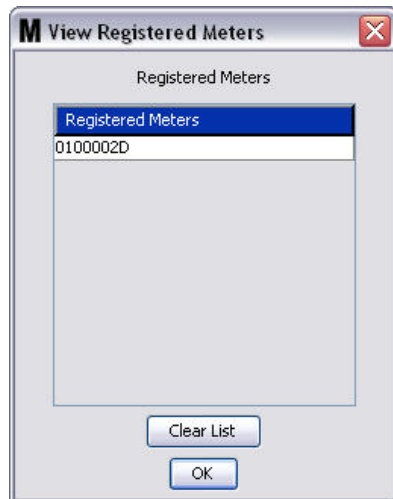 M View Registered Meters
Registered Meters
Registered Meters
0100002D
Clear List
OK